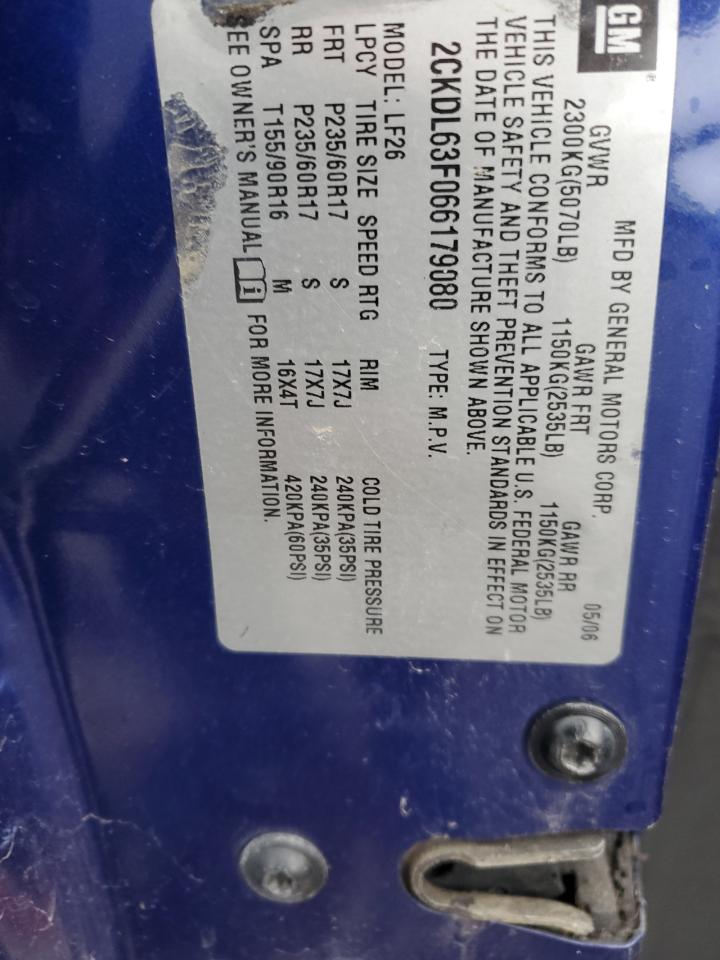 GM
MFD BY GENERAL MOTORS CORP. 05/06
GVWR GAWR FRT GAWR RR
2300KG(5070LB) 1150KG(2535LB) 1150KG(2535LB)
THIS VEHICLE CONFORMS TO ALL APPLICABLE U.S. FEDERAL MOTOR
VEHICLE SAFETY AND THEFT PREVENTION STANDARDS IN EFFECT ON
THE DATE OF MANUFACTURE SHOWN ABOVE.
2CKDL63F066179080 TYPE: M.P.V.
MODEL: LF26
LPCY TIRE SIZE SPEED RTG RIM COLD TIRE PRESSURE
FRT P235/60R17 S 17X7J 240KPA(35PSI)
RR P235/60R17 S 17X7J 240KPA(35PSI)
SPA T155/90R16 M 16X4T 420KPA(60PSI)
SEE OWNER'S MANUAL i FOR MORE INFORMATION.